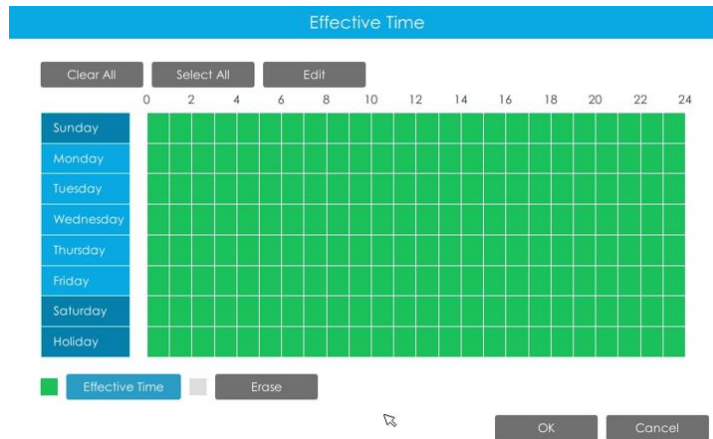 Effective Time
Clear All Select All Edit
0 2 4 6 8 10 12 14 16 18 20 22 24
Sunday
Monday
Tuesday
Wednesday
Thursday
Friday
Saturday
Holiday
Effective Time Erase
OK Cancel